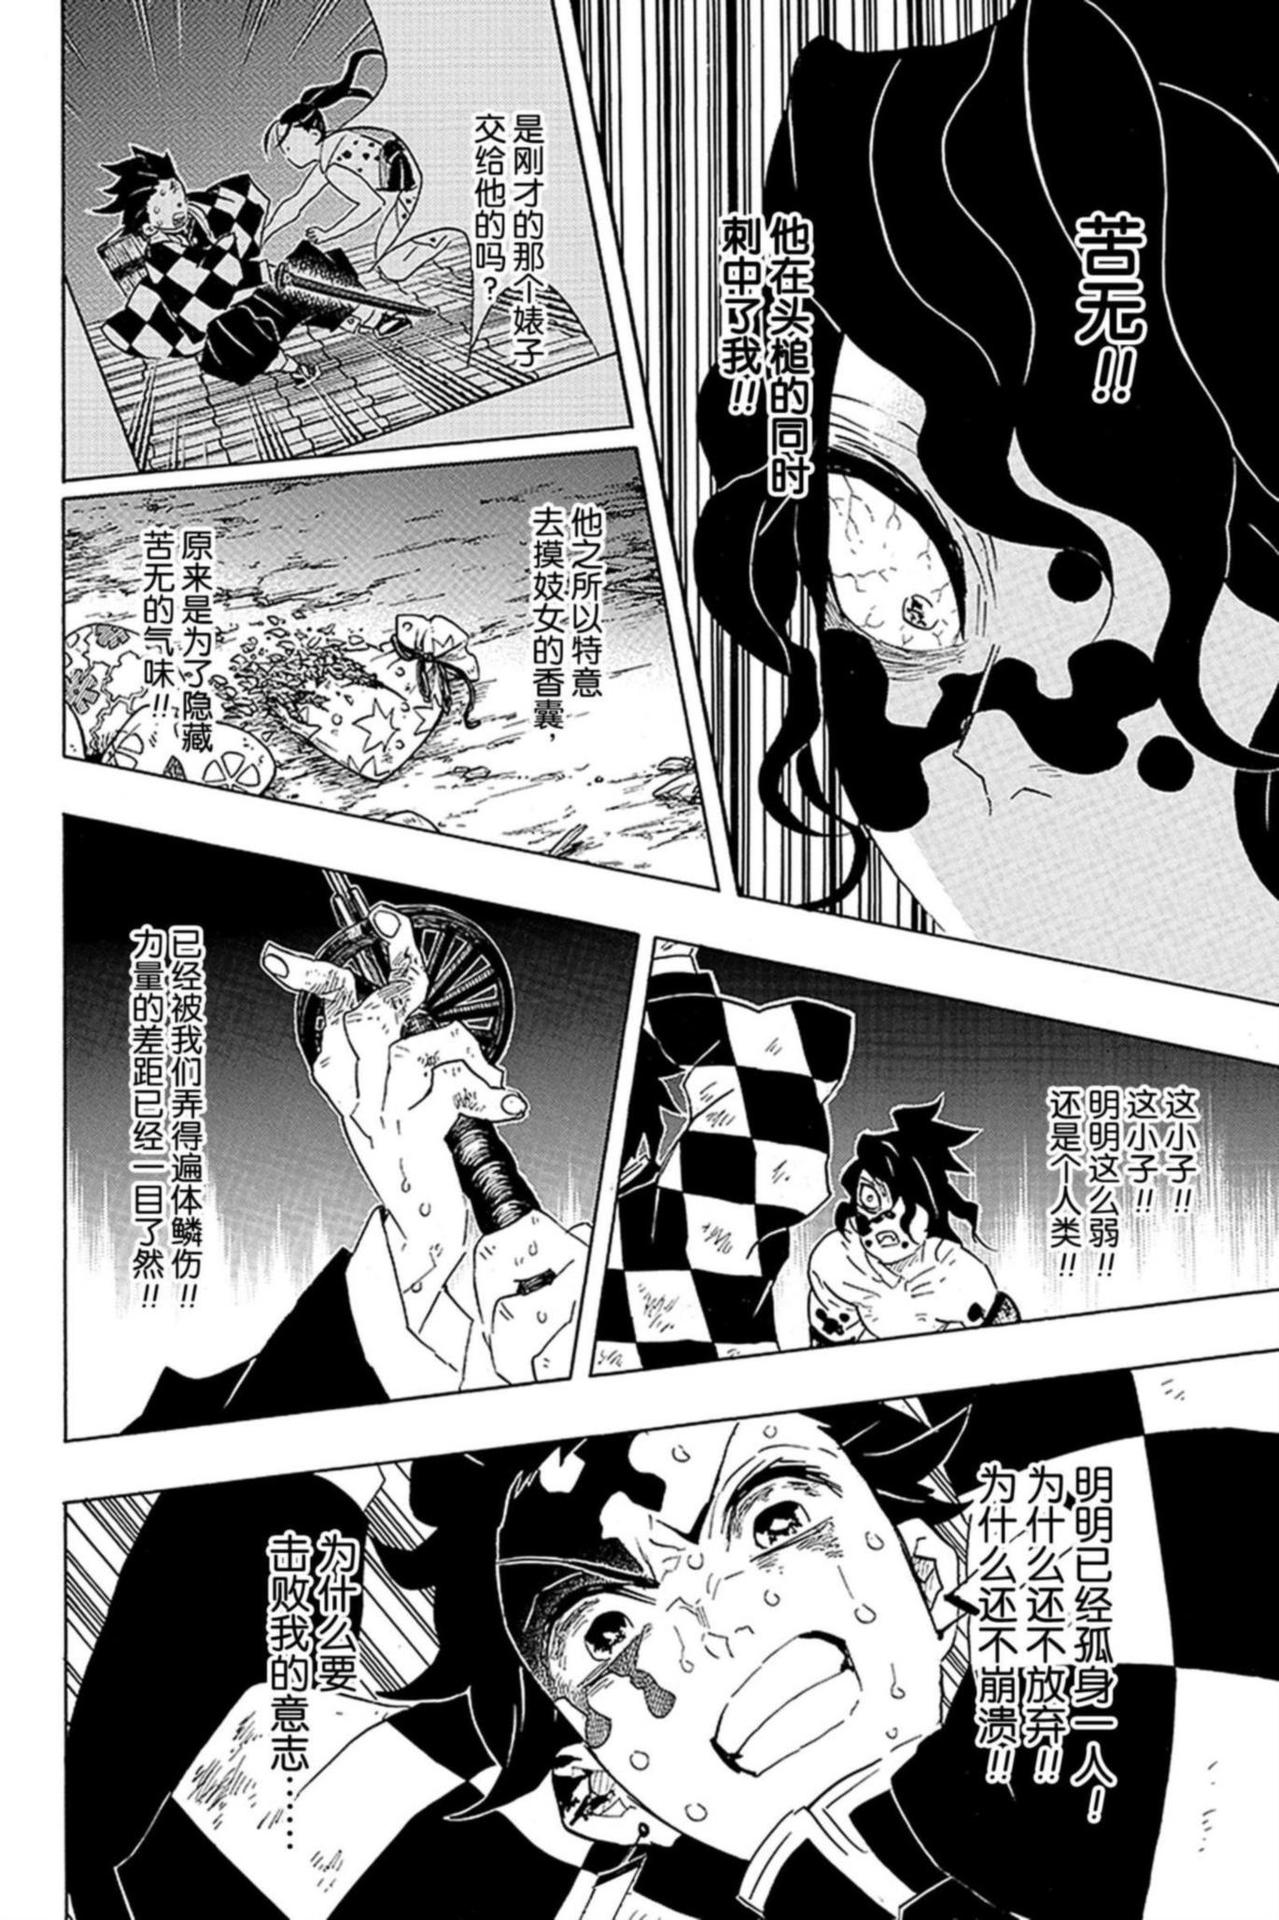 苦无!!
他在头槌的同时
刺中了我!!
是刚才的那个婊子
交给他的吗?
他之所以特意
去摸妓女的香囊,
原来是为了隐藏
苦无的气味!!
这小子!!
这小子!!
明明这么弱!!
还是个人类!!
已经被我们弄得遍体鳞伤!!
力量的差距已经一目了然!!
明明已经孤身一人!
为什么还不放弃!!
为什么还不崩溃!!
为什么要
击败我的意志……